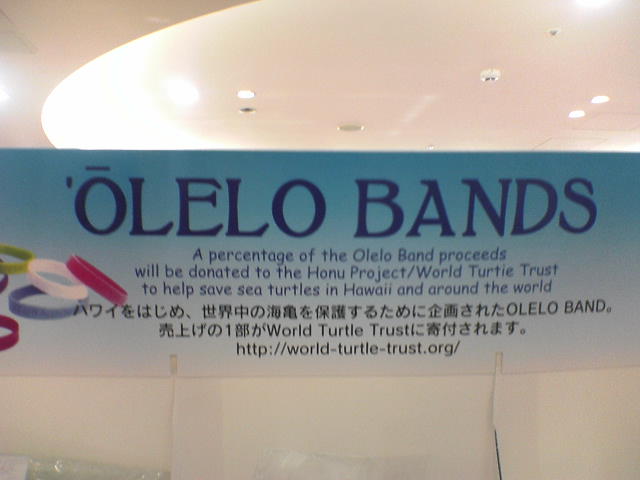 'ŌLELO BANDS
A percentage of the Olelo Band proceeds
will be donated to the Honu Project/World Turtie Trust
to help save sea turtles in Hawaii and around the world
ハワイをはじめ、世界中の海亀を保護するために企画されたOLELO BAND。
売上げの1部がWorld Turtle Trustに寄付されます。
http://world-turtle-trust.org/